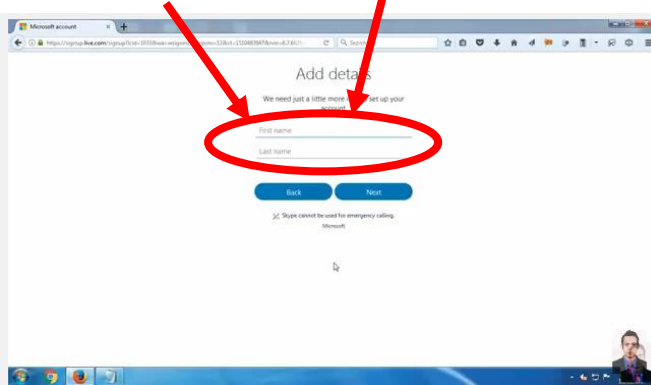 Microsoft account
Add details
We need just a little more set up your
account
First name
Last name
Back
Next
Skype cannot be used for emergency calling.
Microsoft